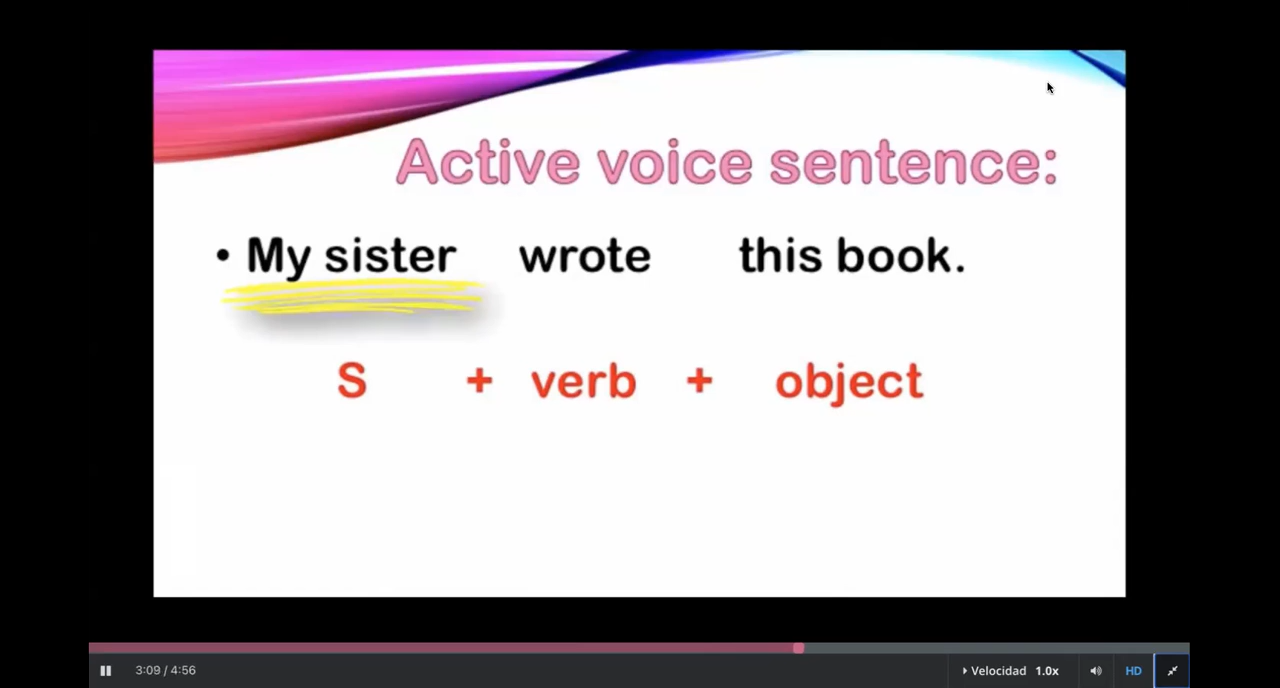 Active voice sentence:
• My sister wrote this book.
S + verb + object
3:09 / 4:56 Velocidad 1.0x HD